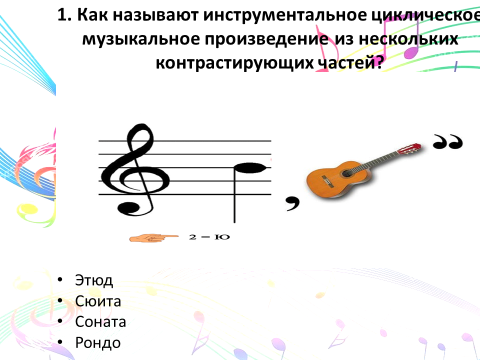 1. Как называют инструментальное циклическое
музыкальное произведение из нескольких
контрастирующих частей?
,
,,
2 – Ю
• Этюд
• Сюита
• Соната
• Рондо